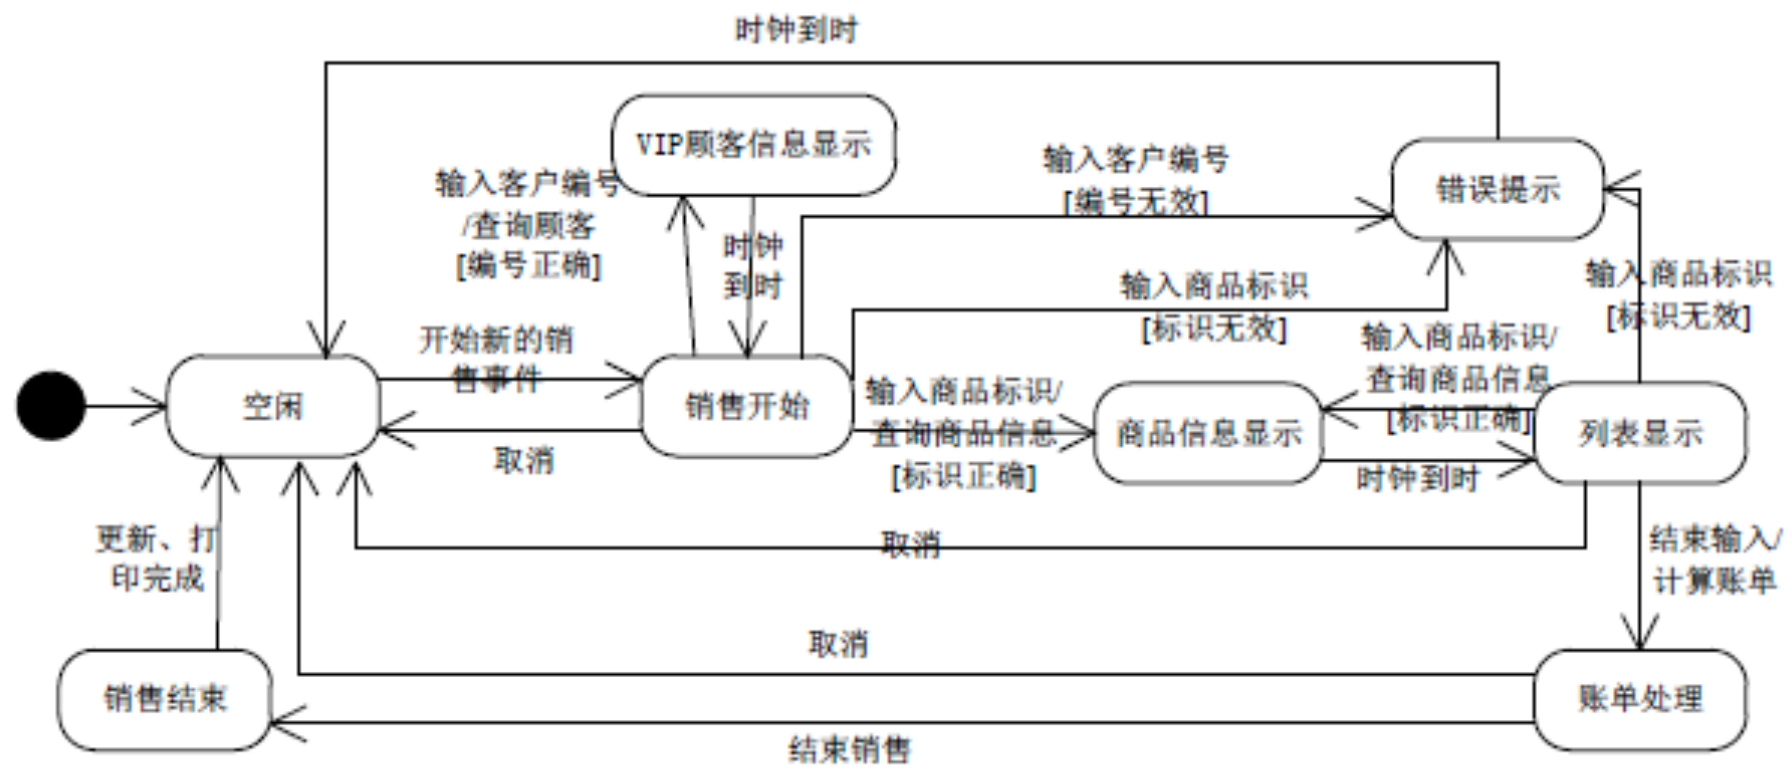 时钟到时
VIP顾客信息显示
输入客户编号
/查询顾客
[编号正确]
时钟
到时
输入客户编号
[编号无效]
错误提示
输入商品标识
[标识无效]
输入商品标识
[标识无效]
开始新的销
售事件
空闲
取消
销售开始
输入商品标识/
查询商品信息
[标识正确]
商品信息显示
输入商品标识/
查询商品信息
[标识正确]
时钟到时
列表显示
取消
更新、打
印完成
结束输入/
计算账单
取消
销售结束
账单处理
结束销售